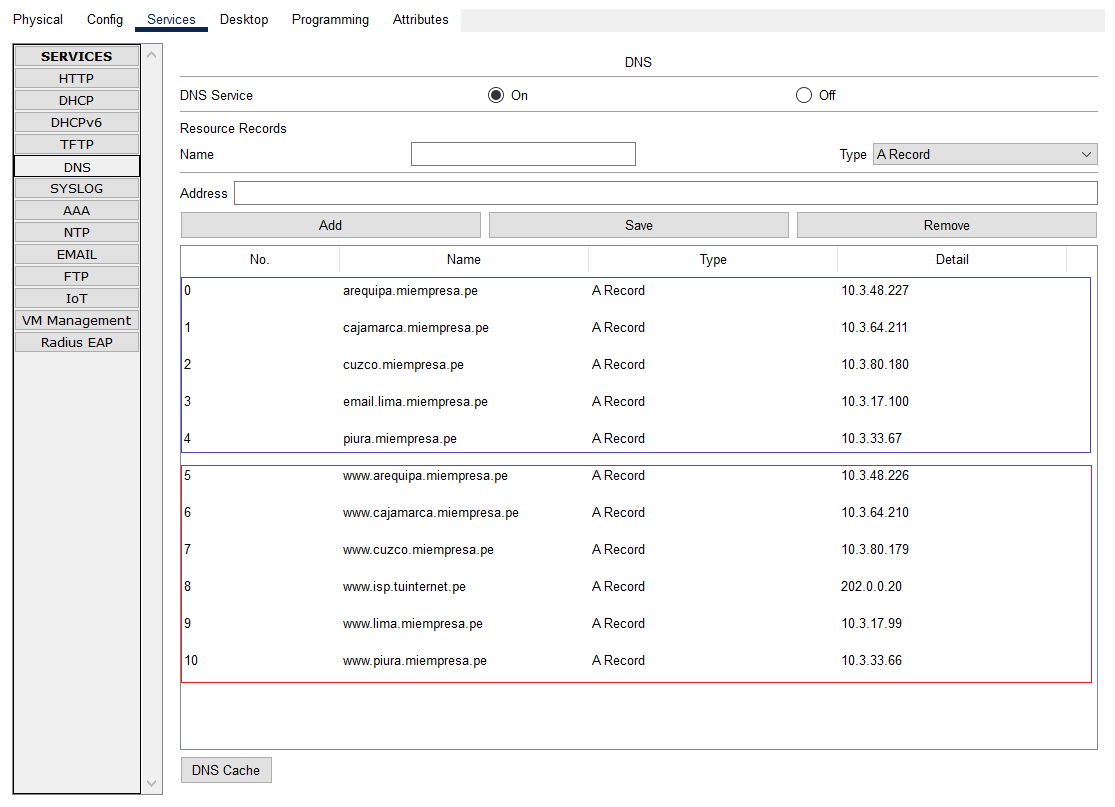 Physical Config Services Desktop Programming Attributes
SERVICES
HTTP
DHCP
DHCPv6
TFTP
DNS
SYSLOG
AAA
NTP
EMAIL
FTP
IoT
VM Management
Radius EAP
DNS
DNS Service On Off
Resource Records
Name Type A Record
Address
Add Save Remove
No. Name Type Detail
0 arequipa.miempresa.pe A Record 10.3.48.227
1 cajamarca.miempresa.pe A Record 10.3.64.211
2 cuzco.miempresa.pe A Record 10.3.80.180
3 email.lima.miempresa.pe A Record 10.3.17.100
4 piura.miempresa.pe A Record 10.3.33.67
5 www.arequipa.miempresa.pe A Record 10.3.48.226
6 www.cajamarca.miempresa.pe A Record 10.3.64.210
7 www.cuzco.miempresa.pe A Record 10.3.80.179
8 www.isp.tuinternet.pe A Record 202.0.0.20
9 www.lima.miempresa.pe A Record 10.3.17.99
10 www.piura.miempresa.pe A Record 10.3.33.66
DNS Cache